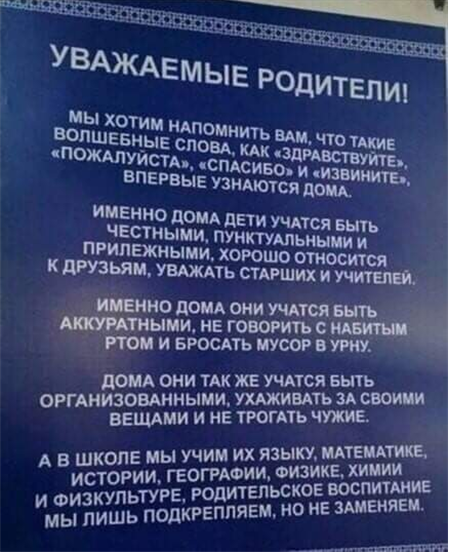 УВАЖАЕМЫЕ РОДИТЕЛИ!
МЫ ХОТИМ НАПОМНИТЬ ВАМ, ЧТО ТАКИЕ
ВОЛШЕБНЫЕ СЛОВА, КАК «ЗДРАВСТВУЙТЕ»,
«ПОЖАЛУЙСТА», «СПАСИБО» И «ИЗВИНИТЕ»,
ВПЕРВЫЕ УЗНАЮТСЯ ДОМА.
ИМЕННО ДОМА ДЕТИ УЧАТСЯ БЫТЬ
ЧЕСТНЫМИ, ПУНКТУАЛЬНЫМИ И
ПРИЛЕЖНЫМИ, ХОРОШО ОТНОСИТСЯ
К ДРУЗЬЯМ, УВАЖАТЬ СТАРШИХ И УЧИТЕЛЕЙ.
ИМЕННО ДОМА ОНИ УЧАТСЯ БЫТЬ
АККУРАТНЫМИ, НЕ ГОВОРИТЬ С НАБИТЫМ
РТОМ И БРОСАТЬ МУСОР В УРНУ.
ДОМА ОНИ ТАК ЖЕ УЧАТСЯ БЫТЬ
ОРГАНИЗОВАННЫМИ, УХАЖИВАТЬ ЗА СВОИМИ
ВЕЩАМИ И НЕ ТРОГАТЬ ЧУЖИЕ.
А В ШКОЛЕ МЫ УЧИМ ИХ ЯЗЫКУ, МАТЕМАТИКЕ,
ИСТОРИИ, ГЕОГРАФИИ, ФИЗИКЕ, ХИМИИ
И ФИЗКУЛЬТУРЕ, РОДИТЕЛЬСКОЕ ВОСПИТАНИЕ
МЫ ЛИШЬ ПОДКРЕПЛЯЕМ, НО НЕ ЗАМЕНЯЕМ.